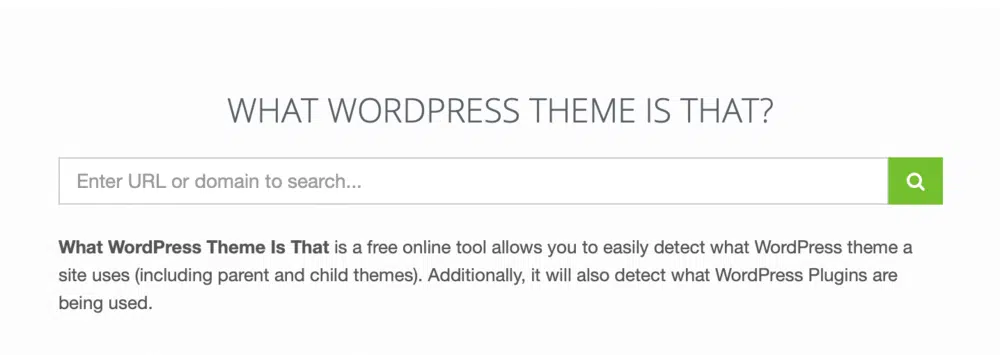 WHAT WORDPRESS THEME IS THAT?
Enter URL or domain to search...
What WordPress Theme Is That is a free online tool allows you to easily detect what WordPress theme a
site uses (including parent and child themes). Additionally, it will also detect what WordPress Plugins are
being used.